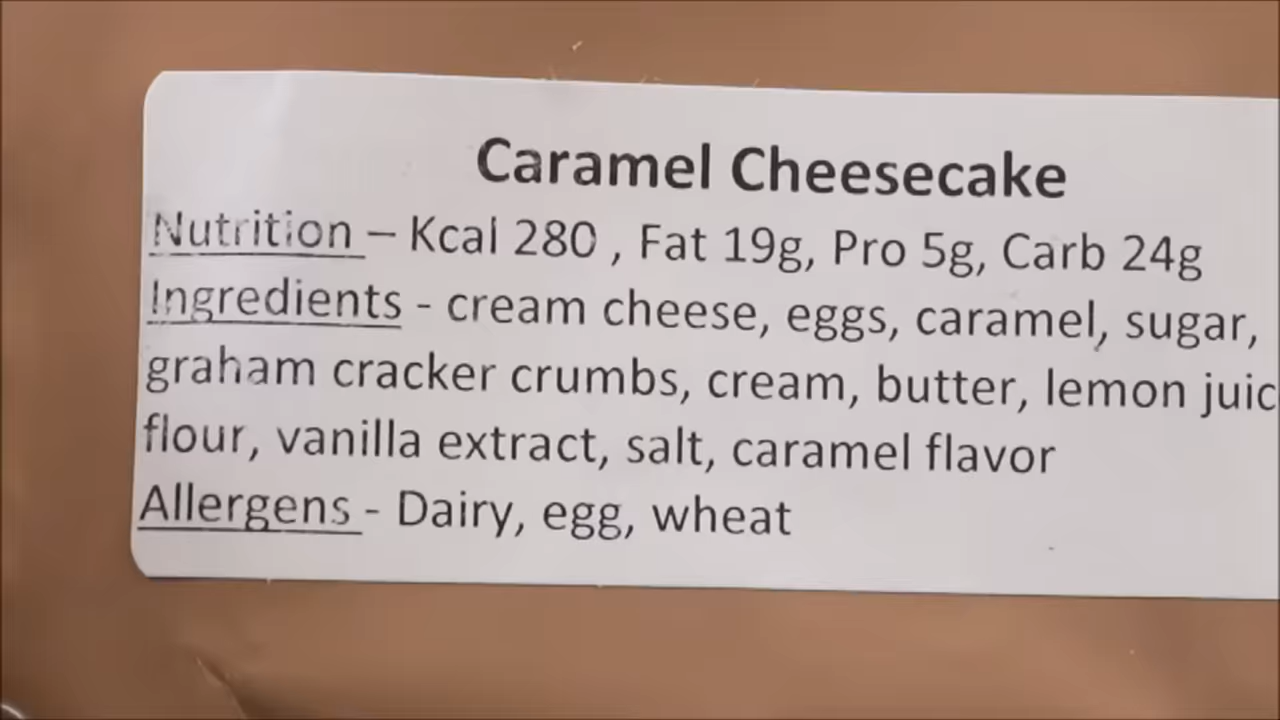 Caramel Cheesecake
Nutrition – Kcal 280 , Fat 19g, Pro 5g, Carb 24g
Ingredients - cream cheese, eggs, caramel, sugar,
graham cracker crumbs, cream, butter, lemon juic
flour, vanilla extract, salt, caramel flavor
Allergens - Dairy, egg, wheat